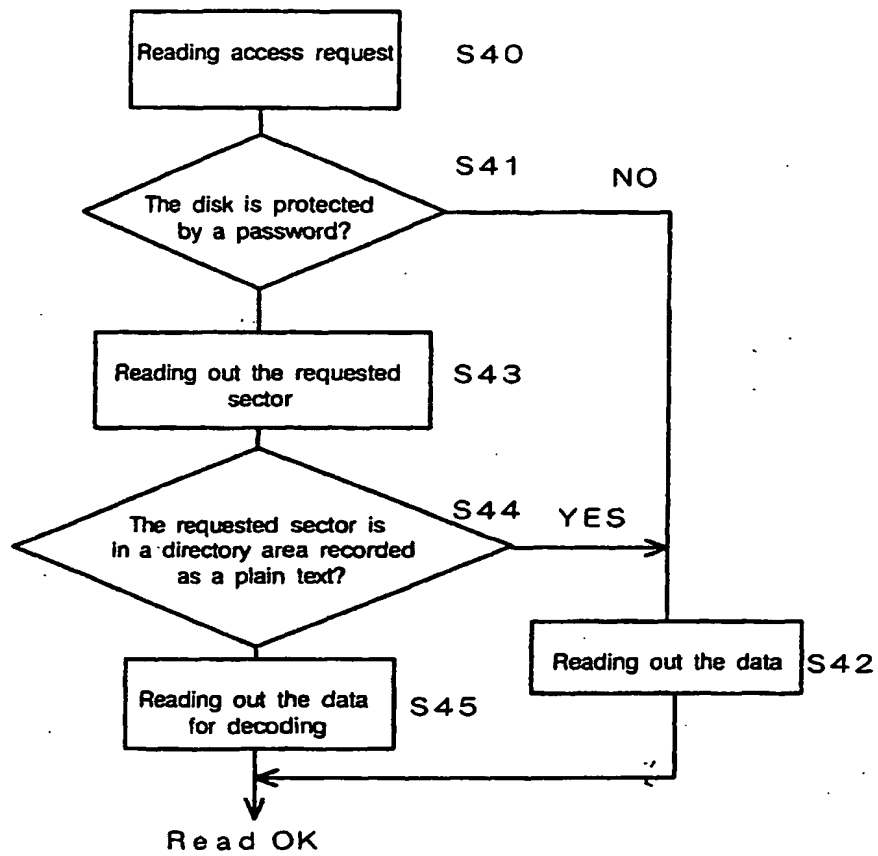 Reading access request
S40
S41
NO
The disk is protected
by a password?
Reading out the requested
sector
S43
S44
YES
The requested sector is
in a directory area recorded
as a plain text?
Reading out the data
S42
Reading out the data
for decoding
S45
Read OK